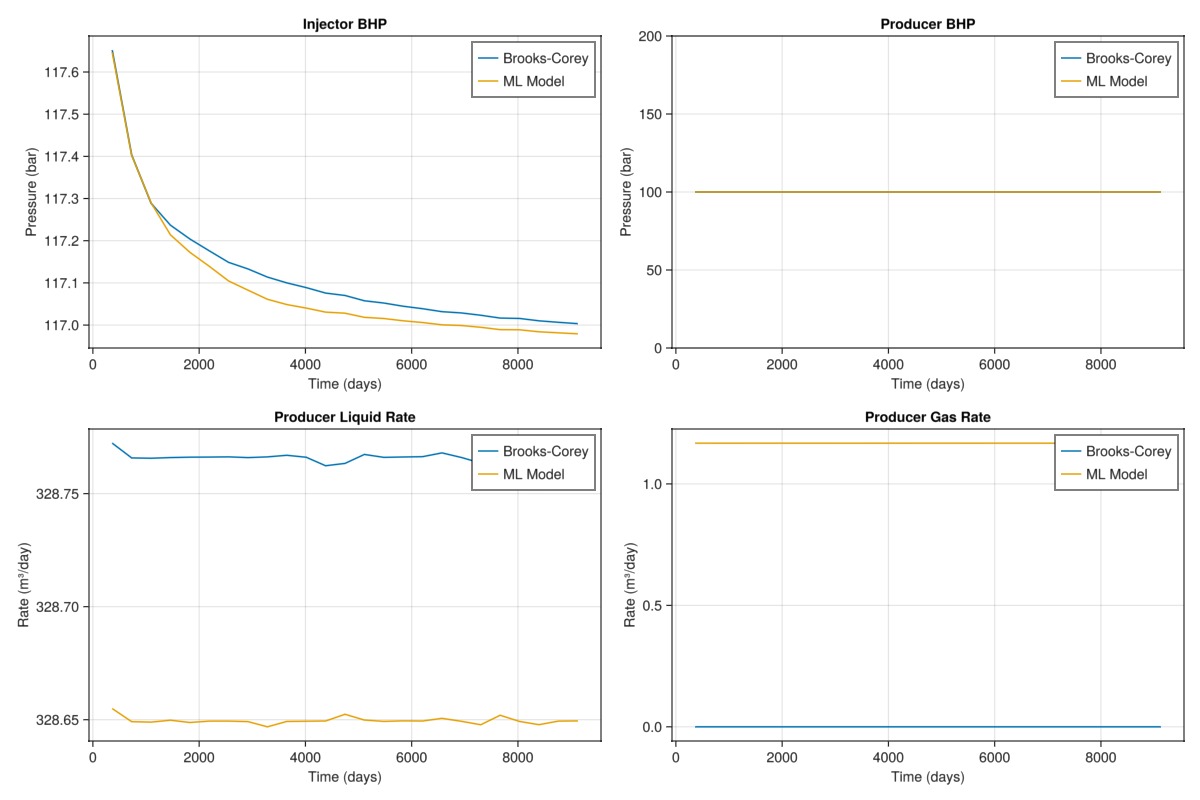 Injector BHP
Pressure (bar)
117.6
117.5
117.4
117.3
117.2
117.1
117.0
0 2000 4000 6000 8000
Time (days)
Brooks-Corey
ML Model
Producer BHP
Pressure (bar)
200
150
100
50
0
0 2000 4000 6000 8000
Time (days)
Brooks-Corey
ML Model
Producer Liquid Rate
Rate (m³/day)
328.75
328.70
328.65
0 2000 4000 6000 8000
Time (days)
Brooks-Corey
ML Model
Producer Gas Rate
Rate (m³/day)
1.0
0.5
0.0
0 2000 4000 6000 8000
Time (days)
Brooks-Corey
ML Model